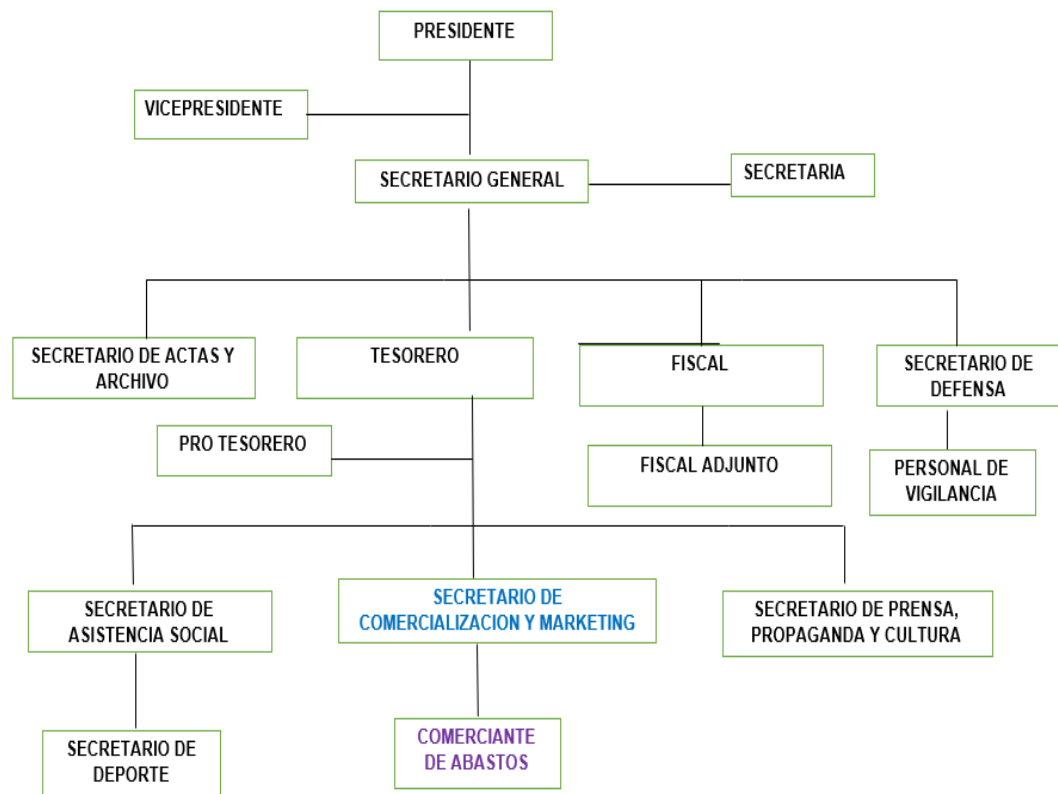 PRESIDENTE
VICEPRESIDENTE
SECRETARIO GENERAL
SECRETARIA
SECRETARIO DE ACTAS Y
ARCHIVO
TESORERO
FISCAL
SECRETARIO DE
DEFENSA
PRO TESORERO
FISCAL ADJUNTO
PERSONAL DE
VIGILANCIA
SECRETARIO DE
ASISTENCIA SOCIAL
SECRETARIO DE
COMERCIALIZACION Y MARKETING
SECRETARIO DE PRENSA,
PROPAGANDA Y CULTURA
SECRETARIO DE
DEPORTE
COMERCIANTE
DE ABASTOS